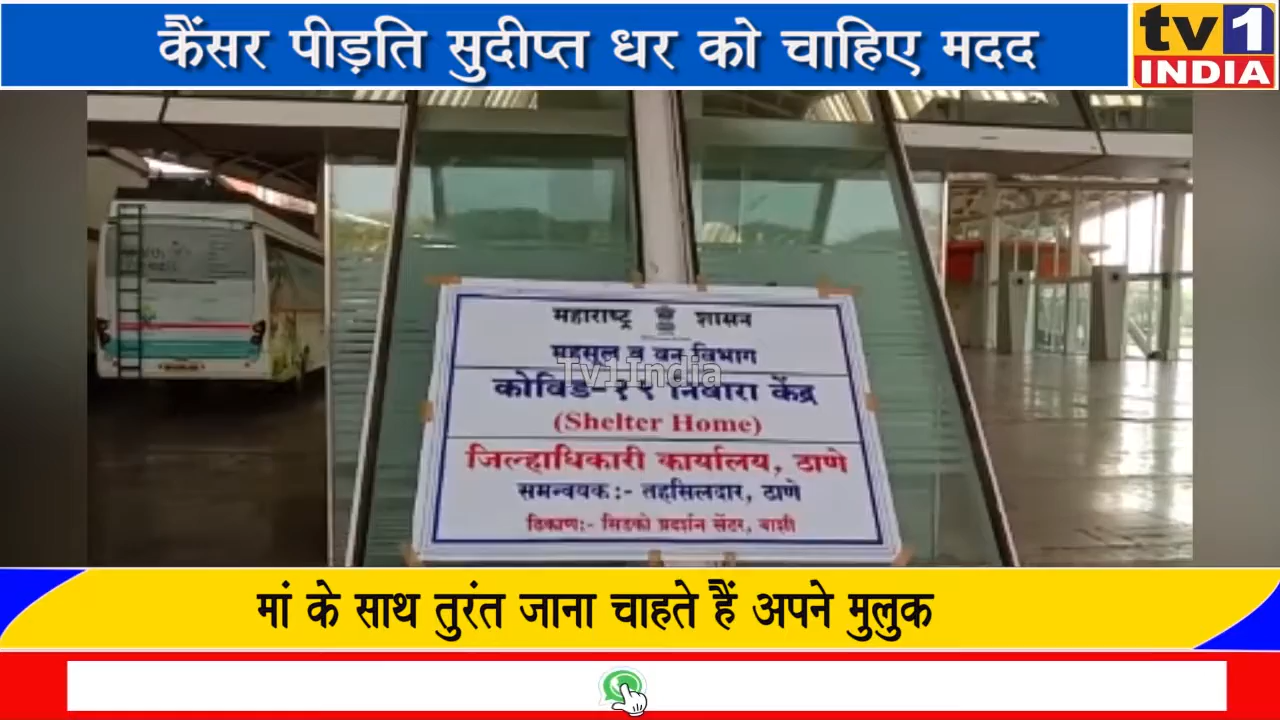 कैंसर पीड़ति सुदीप्त धर को चाहिए मदद
tv1
INDIA
महाराष्ट्र शासन
महसूल व वन विभाग
Tv1India
कोविड-१९ निवारा केंद्र
(Shelter Home)
जिल्हाधिकारी कार्यालय, ठाणे
समन्वयक:- तहसिलदार, ठाणे
ठिकाण:- सिडको प्रदर्शन सेंटर, वाशी
मां के साथ तुरंत जाना चाहते हैं अपने मुलुक